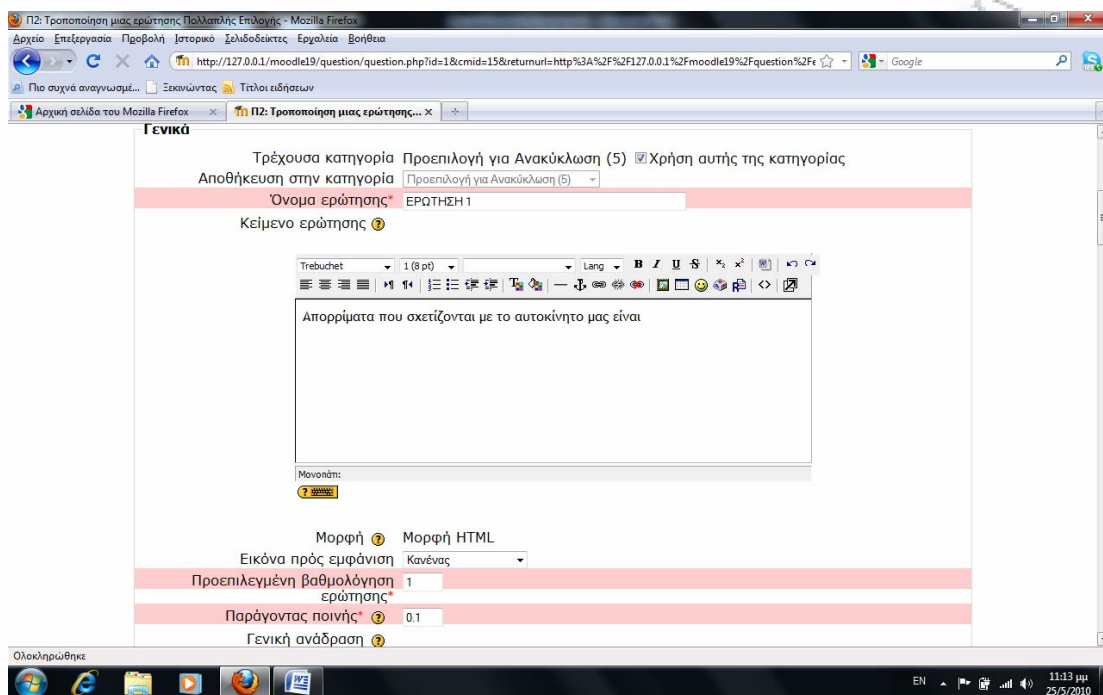 Π2: Τροποποίηση μιας ερώτησης Πολλαπλής Επιλογής - Mozilla Firefox
Αρχείο Επεξεργασία Προβολή Ιστορικό Σελιδοδείκτες Εργαλεία Βοήθεια
http://127.0.0.1/moodle19/question/question.php?id=1&cmid=15&returnurl=http%3A%2F%2F127.0.0.1%2Fmoodle19%2Fquestion%2Fe Google
Πιο συχνά αναγνωσμέ... Ξεκινώντας Τίτλοι ειδήσεων
Αρχική σελίδα του Mozilla Firefox Π2: Τροποποίηση μιας ερώτησης...
Γενικά
Τρέχουσα κατηγορία Προεπιλογή για Ανακύκλωση (5) Χρήση αυτής της κατηγορίας
Αποθήκευση στην κατηγορία Προεπιλογή για Ανακύκλωση (5)
Όνομα ερώτησης* ΕΡΩΤΗΣΗ 1
Κείμενο ερώτησης
Trebuchet 1 (8 pt) Lang B I U S x₂ x²
Απορρίματα που σχετίζονται με το αυτοκίνητο μας είναι
Μονοπάτι:
Μορφή Μορφή HTML
Εικόνα πρός εμφάνιση Κανένας
Προεπιλεγμένη βαθμολόγηση 1
ερώτησης*
Παράγοντας ποινής* 0.1
Γενική ανάδραση
Ολοκληρώθηκε
EN 11:13 μμ
25/5/2010